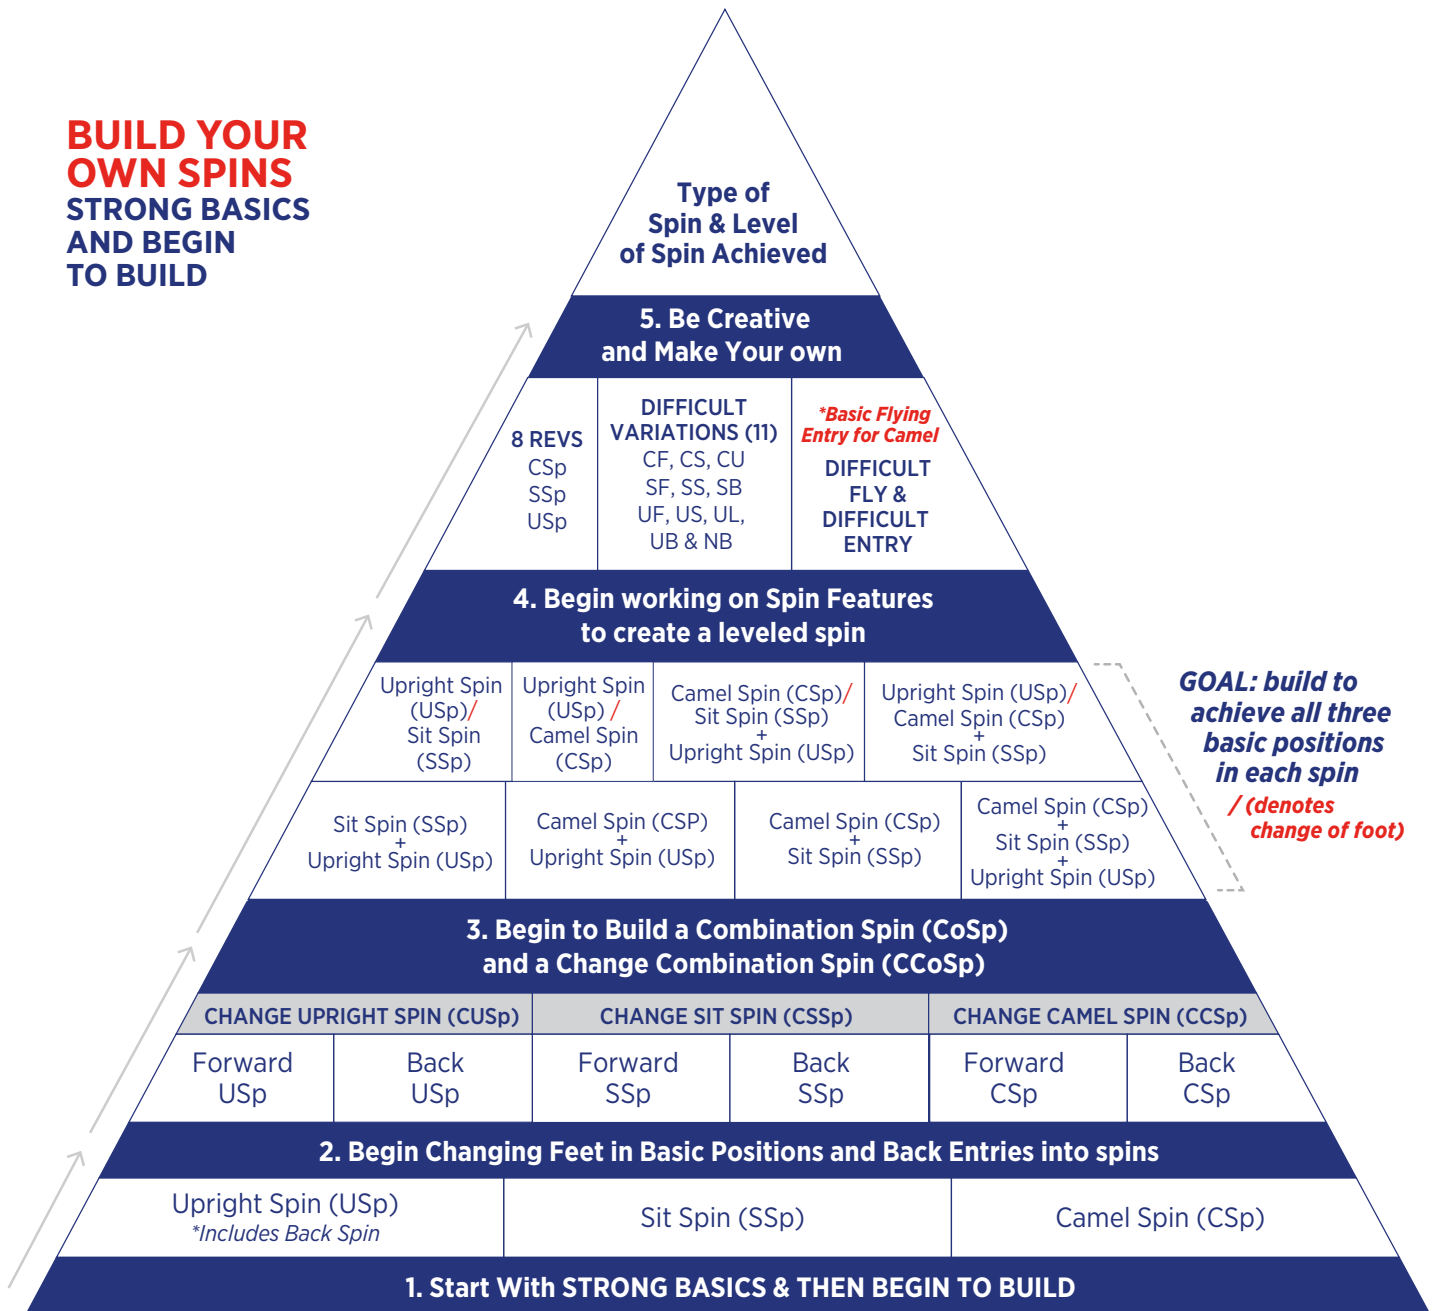 BUILD YOUR
OWN SPINS
STRONG BASICS
AND BEGIN
TO BUILD
Type of
Spin & Level
of Spin Achieved
5. Be Creative
and Make Your own
8 REVS
CSp
SSp
USp
DIFFICULT
VARIATIONS (11)
CF, CS, CU
SF, SS, SB
UF, US, UL,
UB & NB
*Basic Flying
Entry for Camel
DIFFICULT
FLY &
DIFFICULT
ENTRY
4. Begin working on Spin Features
to create a leveled spin
Upright Spin
(USp)/
Sit Spin
(SSp)
Upright Spin
(USp) /
Camel Spin
(CSp)
Camel Spin (CSp)/
Sit Spin (SSp)
+
Upright Spin (USp)
Upright Spin (USp)/
Camel Spin (CSp)
+
Sit Spin (SSp)
GOAL: build to
achieve all three
basic positions
in each spin
/ (denotes
change of foot)
Sit Spin (SSp)
+
Upright Spin (USp)
Camel Spin (CSP)
+
Upright Spin (USp)
Camel Spin (CSp)
+
Sit Spin (SSp)
Camel Spin (CSp)
+
Sit Spin (SSp)
+
Upright Spin (USp)
3. Begin to Build a Combination Spin (CoSp)
and a Change Combination Spin (CCoSp)
CHANGE UPRIGHT SPIN (CUSp)
CHANGE SIT SPIN (CSSp)
CHANGE CAMEL SPIN (CCSp)
Forward
USp
Back
USp
Forward
SSp
Back
SSp
Forward
CSp
Back
CSp
2. Begin Changing Feet in Basic Positions and Back Entries into spins
Upright Spin (USp)
*Includes Back Spin
Sit Spin (SSp)
Camel Spin (CSp)
1. Start With STRONG BASICS & THEN BEGIN TO BUILD